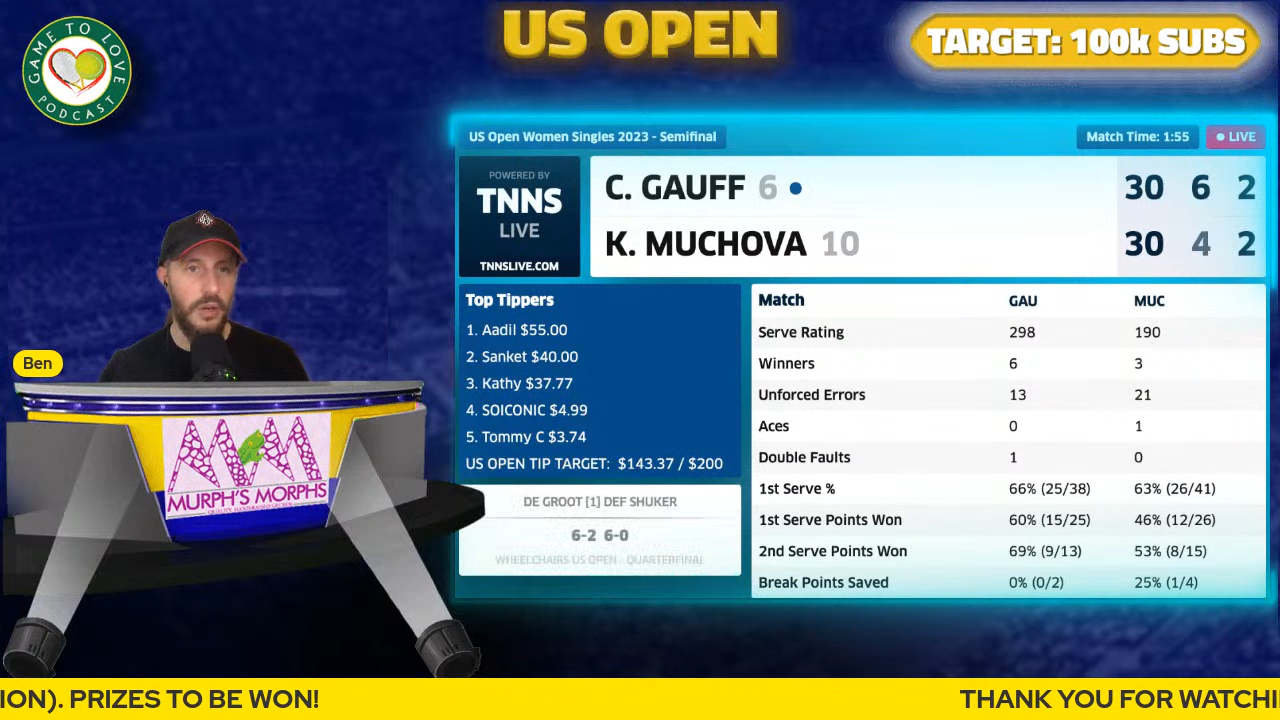 GAME TO LOVE
PODCAST
US OPEN
TARGET: 100k SUBS
US Open Women Singles 2023 - Semifinal
Match Time: 1:55
LIVE
POWERED BY
TNNS
LIVE
TNNSLIVE.COM
C. GAUFF 6 30 6 2
K. MUCHOVA 10 30 4 2
Top Tippers
1. Aadil $55.00
2. Sanket $40.00
3. Kathy $37.77
4. SOICONIC $4.99
5. Tommy C $3.74
US OPEN TIP TARGET: $143.37 / $200
DE GROOT [1] DEF SHUKER
6-2 6-0
WHEELCHAIRS US OPEN - QUARTERFINAL
Match GAU MUC
Serve Rating 298 190
Winners 6 3
Unforced Errors 13 21
Aces 0 1
Double Faults 1 0
1st Serve % 66% (25/38) 63% (26/41)
1st Serve Points Won 60% (15/25) 46% (12/26)
2nd Serve Points Won 69% (9/13) 53% (8/15)
Break Points Saved 0% (0/2) 25% (1/4)
Ben
MM
MURPH'S MORPHS
ION). PRIZES TO BE WON!
THANK YOU FOR WATCHI